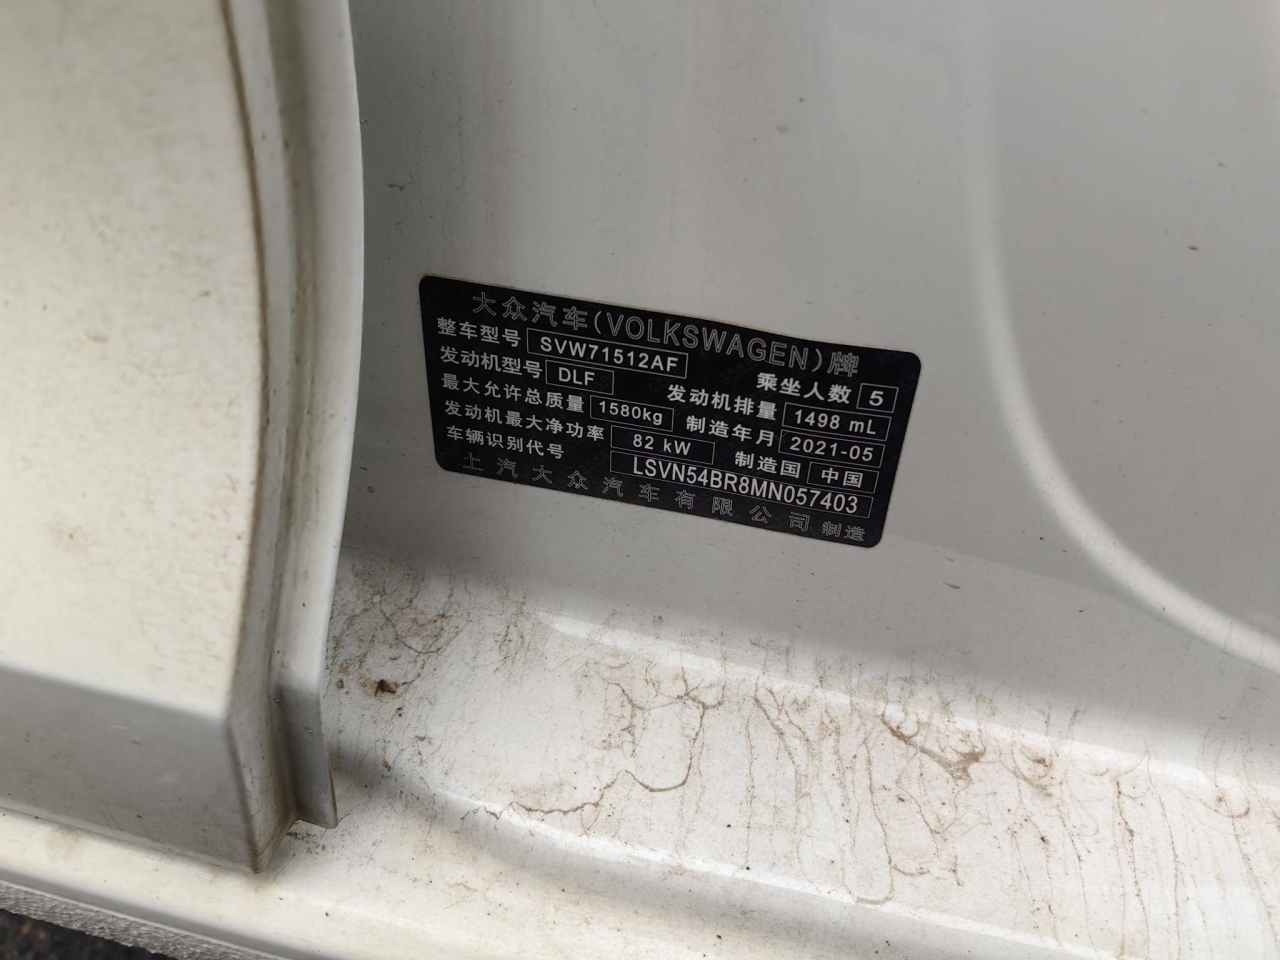 大众汽车(VOLKSWAGEN)牌
整车型号 SVW71512AF 乘坐人数 5
发动机型号 DLF 发动机排量 1498 mL
最大允许总质量 1580kg 制造年月 2021-05
发动机最大净功率 82 kW 制造国 中国
车辆识别代号 LSVN54BR8MN057403
上汽大众汽车有限公司 制造